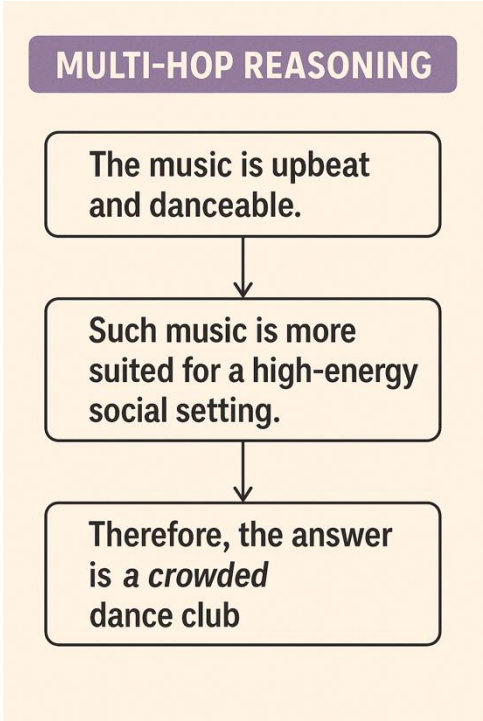 MULTI-HOP REASONING
The music is upbeat
and danceable.
Such music is more
suited for a high-energy
social setting.
Therefore, the answer
is a crowded
dance club